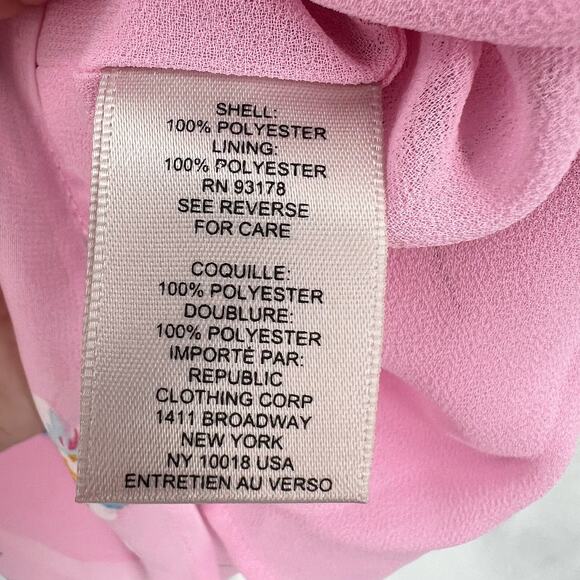 SHELL:
100% POLYESTER
LINING:
100% POLYESTER
RN 93178
SEE REVERSE
FOR CARE
COQUILLE:
100% POLYESTER
DOUBLURE:
100% POLYESTER
IMPORTÉ PAR:
REPUBLIC
CLOTHING CORP
1411 BROADWAY
NEW YORK
NY 10018 USA
ENTRETIEN AU VERSO